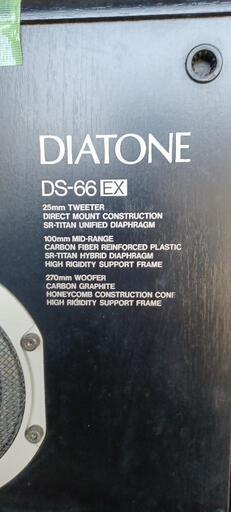 DIATONE
DS-66 EX
25mm TWEETER
DIRECT MOUNT CONSTRUCTION
SR-TITAN UNIFIED DIAPHRAGM
100mm MID-RANGE
CARBON FIBER REINFORCED PLASTIC
SR-TITAN HYBRID DIAPHRAGM
HIGH RIGIDITY SUPPORT FRAME
270mm WOOFER
CARBON GRAPHITE
HONEYCOMB CONSTRUCTION CONE
HIGH RIGIDITY SUPPORT FRAME